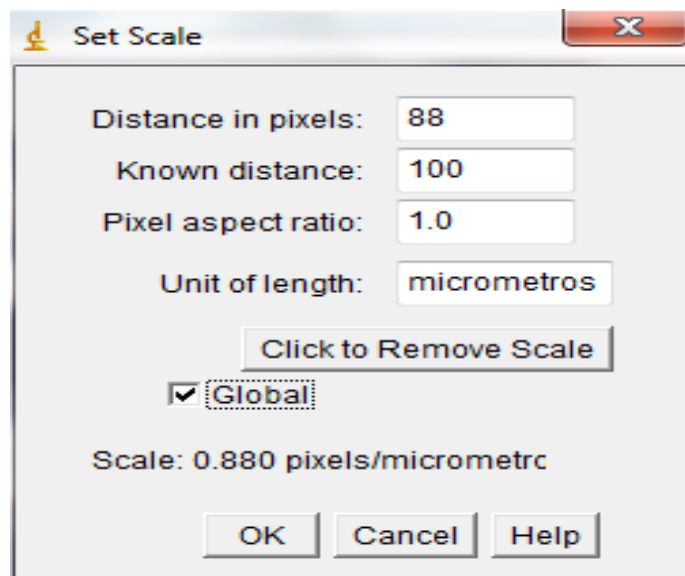 Set Scale
Distance in pixels: 88
Known distance: 100
Pixel aspect ratio: 1.0
Unit of length: micrometros
Click to Remove Scale
Global
Scale: 0.880 pixels/micrometrc
OK Cancel Help